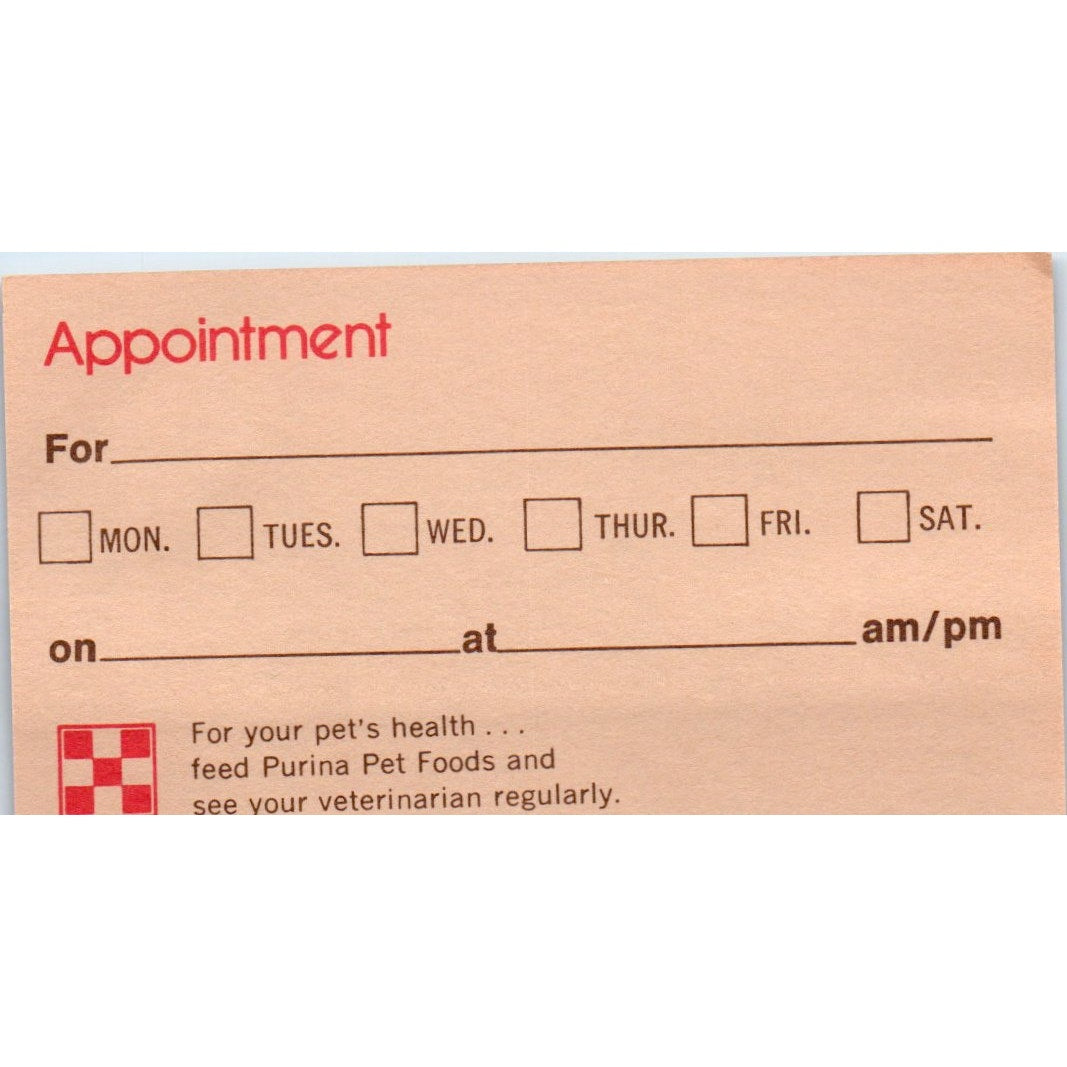 Appointment
For
MON. TUES. WED. THUR. FRI. SAT.
on at am/pm
For your pet's health . . .
feed Purina Pet Foods and
see your veterinarian regularly.